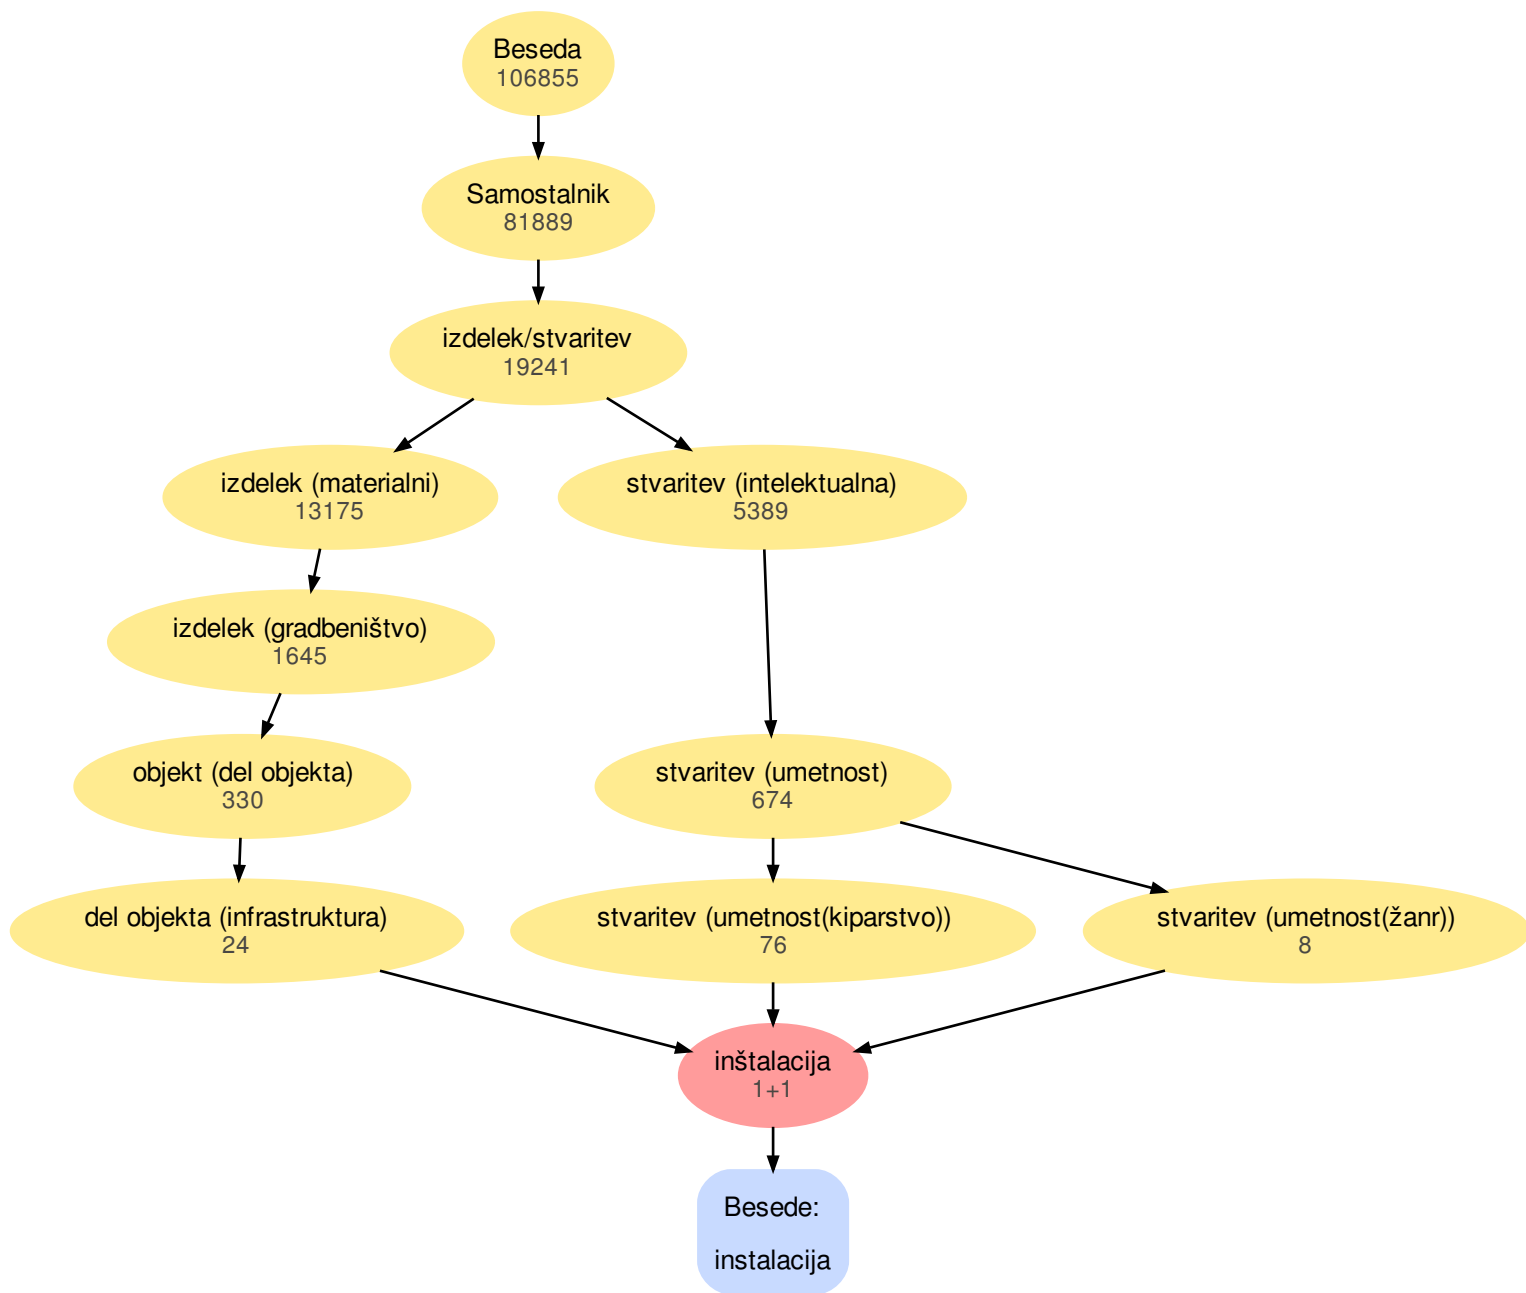 Beseda
106855
Samostalnik
81889
izdelek/stvaritev
19241
izdelek (materialni)
13175
stvaritev (intelektualna)
5389
izdelek (gradbeništvo)
1645
objekt (del objekta)
330
stvaritev (umetnost)
674
del objekta (infrastruktura)
24
stvaritev (umetnost(kiparstvo))
76
stvaritev (umetnost(žanr))
8
inštalacija
1+1
Besede:
instalacija